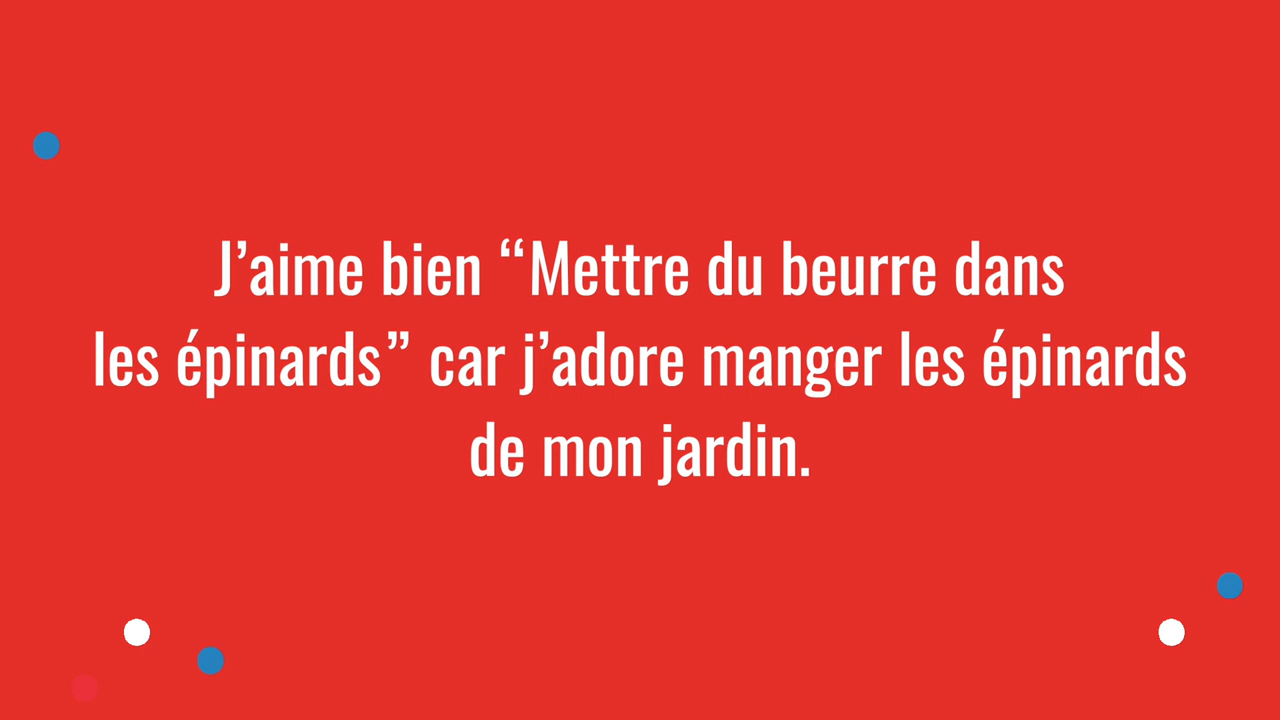 J’aime bien “Mettre du beurre dans
les épinards” car j’adore manger les épinards
de mon jardin.